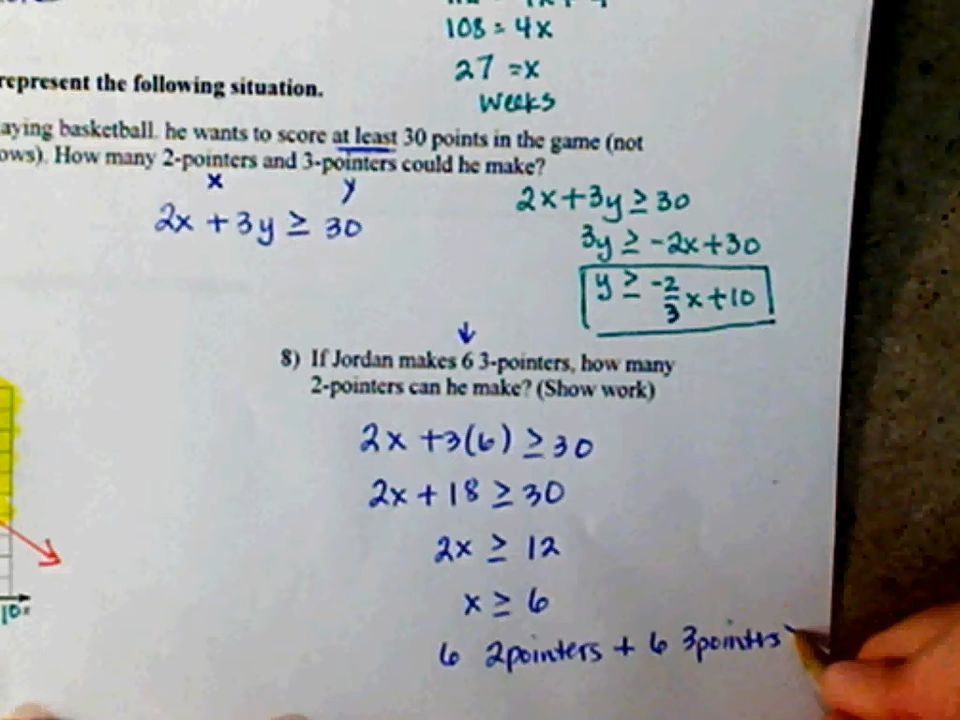 108 = 4x
27 = x
weeks
represent the following situation.
aying basketball. he wants to score at least 30 points in the game (not
ows). How many 2-pointers and 3-pointers could he make?
x y
2x + 3y ≥ 30
2x+3y ≥ 30
3y ≥ -2x+30
y ≥ -2/3 x+10
8) If Jordan makes 6 3-pointers, how many
2-pointers can he make? (Show work)
2x +3(6) ≥ 30
2x + 18 ≥ 30
2x ≥ 12
x ≥ 6
10 x
6 2pointers + 6 3pointrs